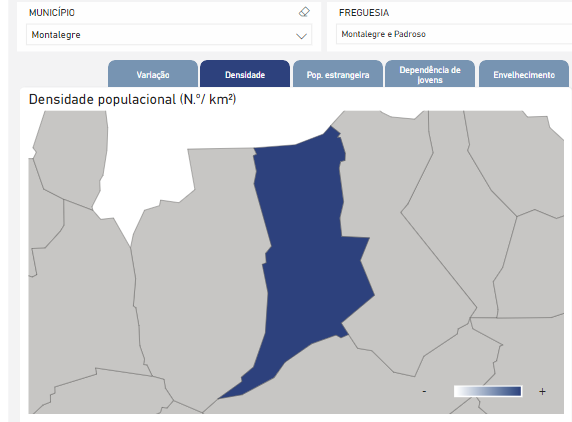 MUNICÍPIO
FREGUESIA
Montalegre
Montalegre e Padroso
Variação
Densidade
Pop. estrangeira
Dependência de
jovens
Envelhecimento
Densidade populacional (N.º/ km²)
- +